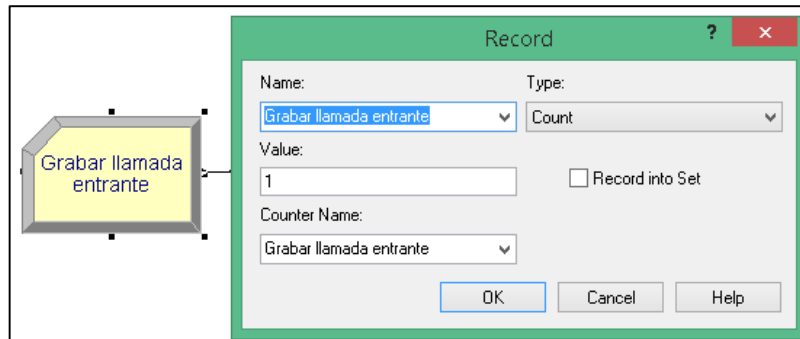 Record
?
×
Grabar llamada
entrante
Name:
Type:
Grabar llamada entrante
Count
Value:
1
Record into Set
Counter Name:
Grabar llamada entrante
OK
Cancel
Help